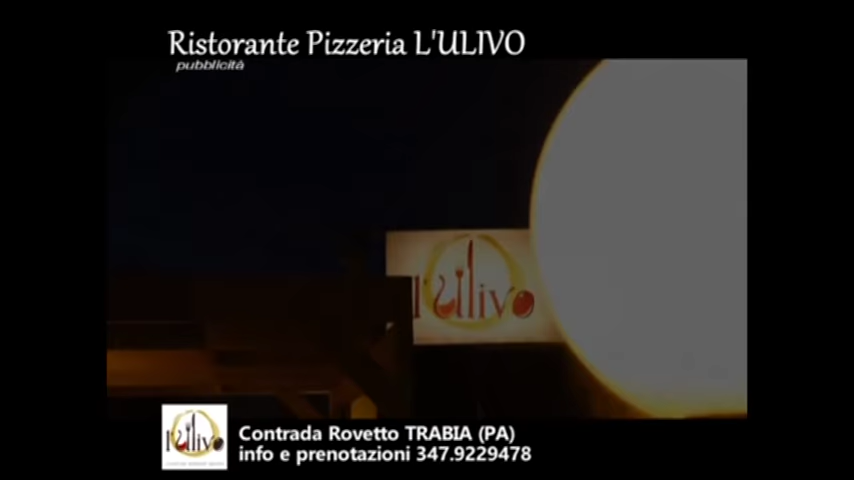 Ristorante Pizzeria L'ULIVO
pubblicità
l'ulivo
l'ulivo
Contrada Rovetto TRABIA (PA)
info e prenotazioni 347.9229478